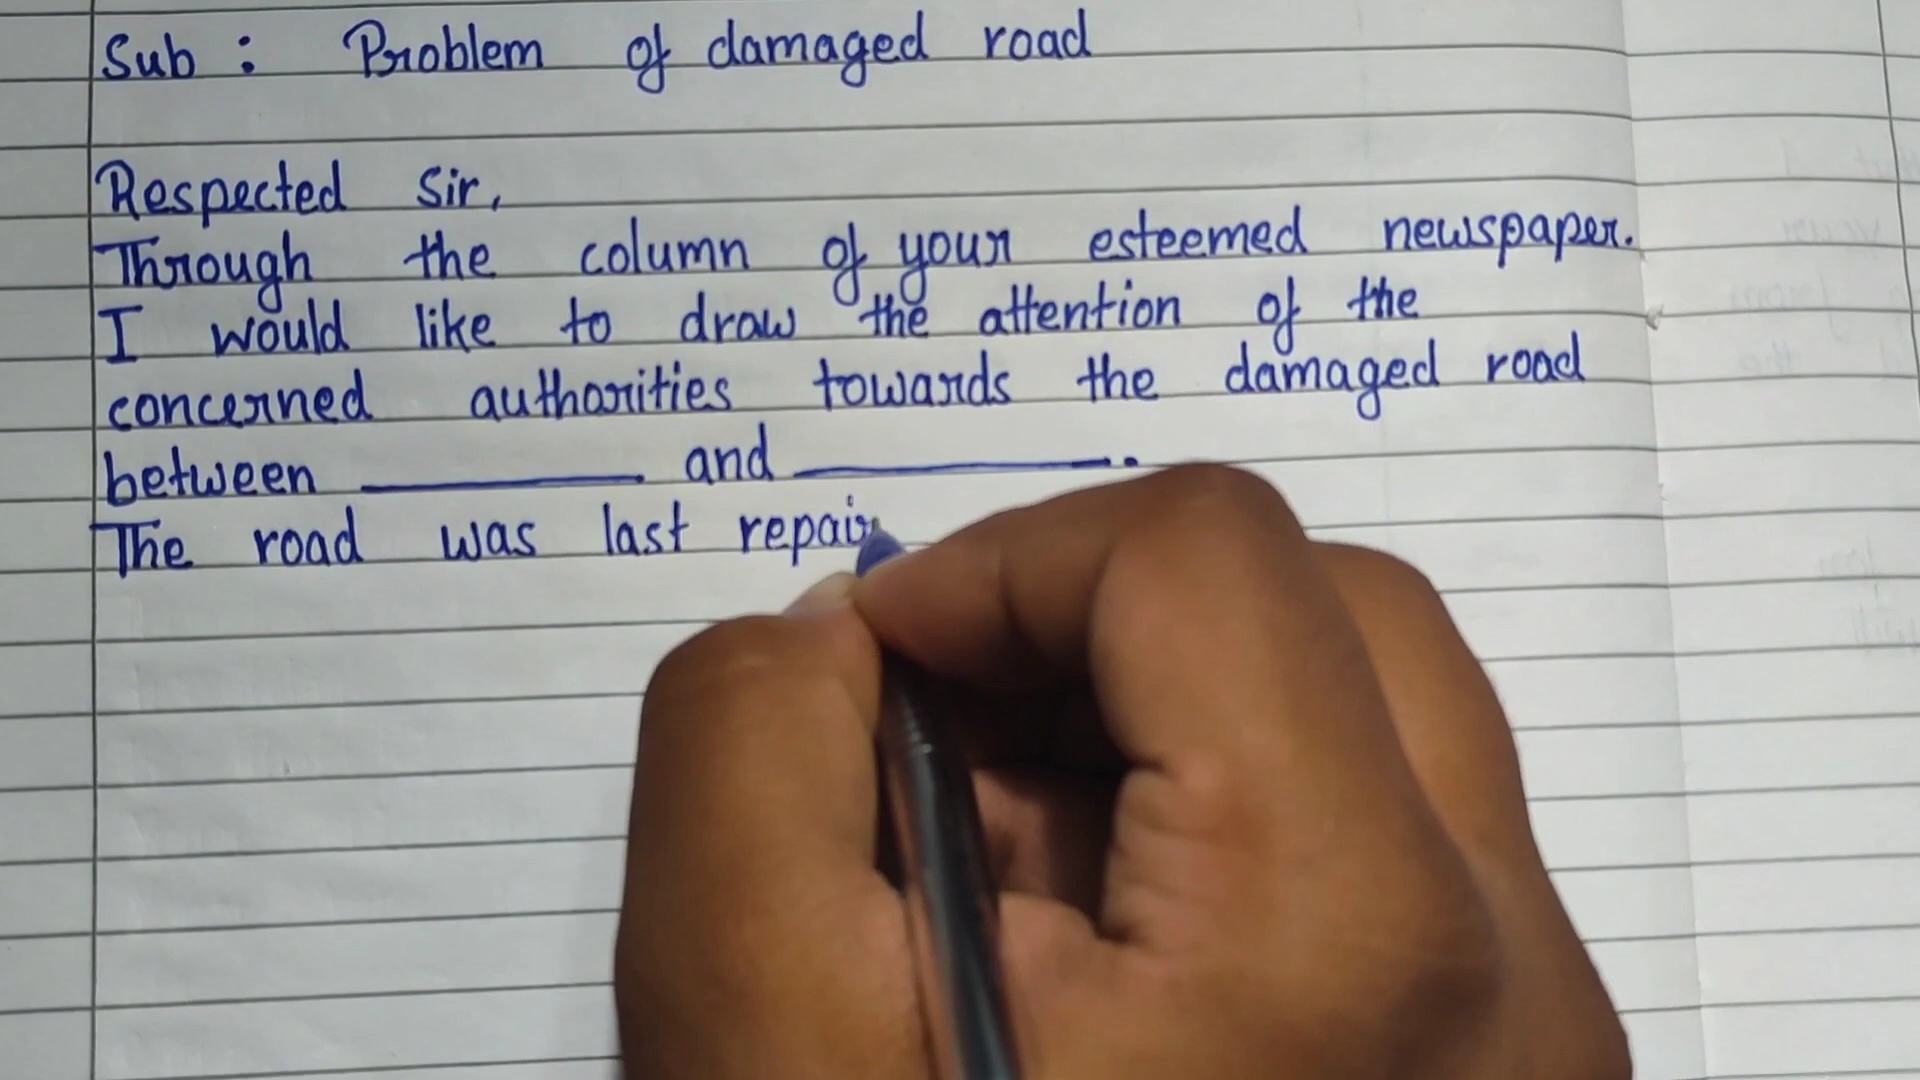 Sub : Problem of damaged road
Respected Sir,
Through the column of your esteemed newspaper.
I would like to draw the attention of the
concerned authorities towards the damaged road
between ________ and ________.
The road was last repair